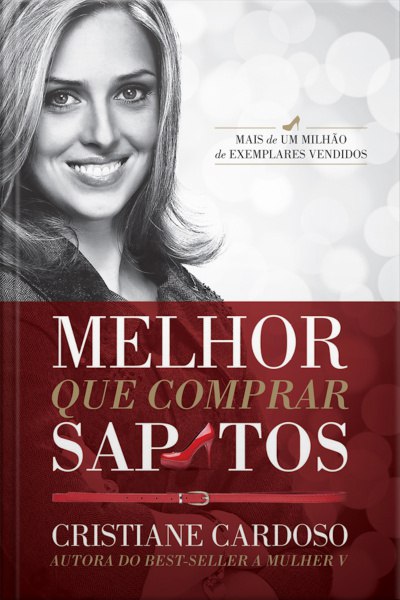 MAIS de UM MILHÃO
de EXEMPLARES VENDIDOS
MELHOR
QUE COMPRAR
SAPATOS
CRISTIANE CARDOSO
AUTORA DO BEST-SELLER A MULHER V